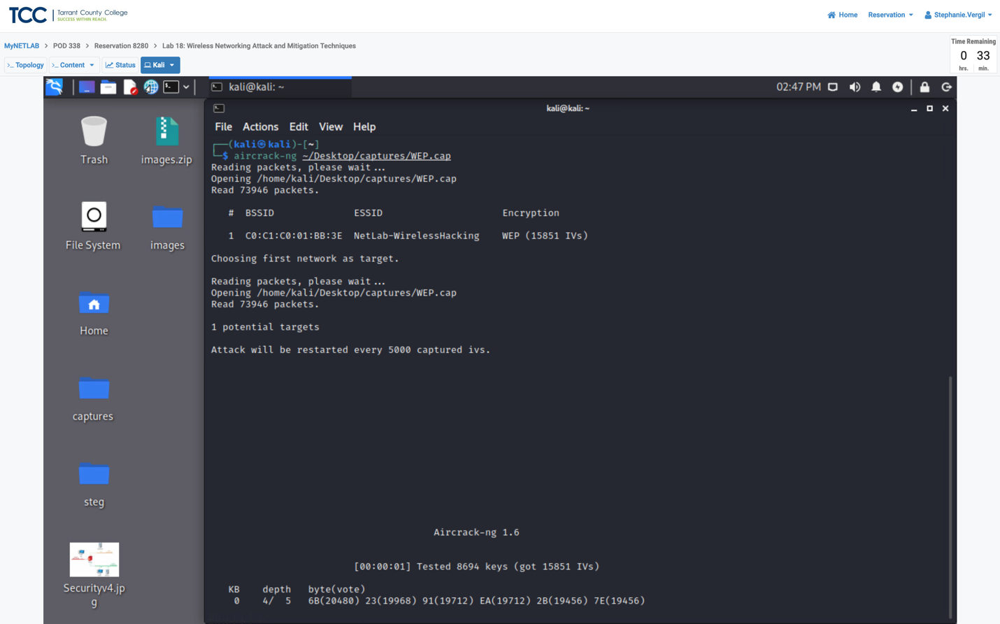 TCC Tarrant County College
SUCCESS WITHIN REACH.
Home Reservation Stephanie.Vergil
MyNETLAB > POD 338 > Reservation 8280 > Lab 18: Wireless Networking Attack and Mitigation Techniques
Time Remaining
0 33
hrs. min.
>_ Topology >_ Content Status Kali
kali@kali: ~
02:47 PM
kali@kali: ~
File Actions Edit View Help
Trash
images.zip
File System
images
Home
captures
steg
Securityv4.jp
g
(kali㉿kali)-[~]
$ aircrack-ng ~/Desktop/captures/WEP.cap
Reading packets, please wait...
Opening /home/kali/Desktop/captures/WEP.cap
Read 73946 packets.
# BSSID ESSID Encryption
1 C0:C1:C0:01:BB:3E NetLab-WirelessHacking WEP (15851 IVs)
Choosing first network as target.
Reading packets, please wait...
Opening /home/kali/Desktop/captures/WEP.cap
Read 73946 packets.
1 potential targets
Attack will be restarted every 5000 captured ivs.
Aircrack-ng 1.6
[00:00:01] Tested 8694 keys (got 15851 IVs)
KB depth byte(vote)
0 4/ 5 6B(20480) 23(19968) 91(19712) EA(19712) 2B(19456) 7E(19456)